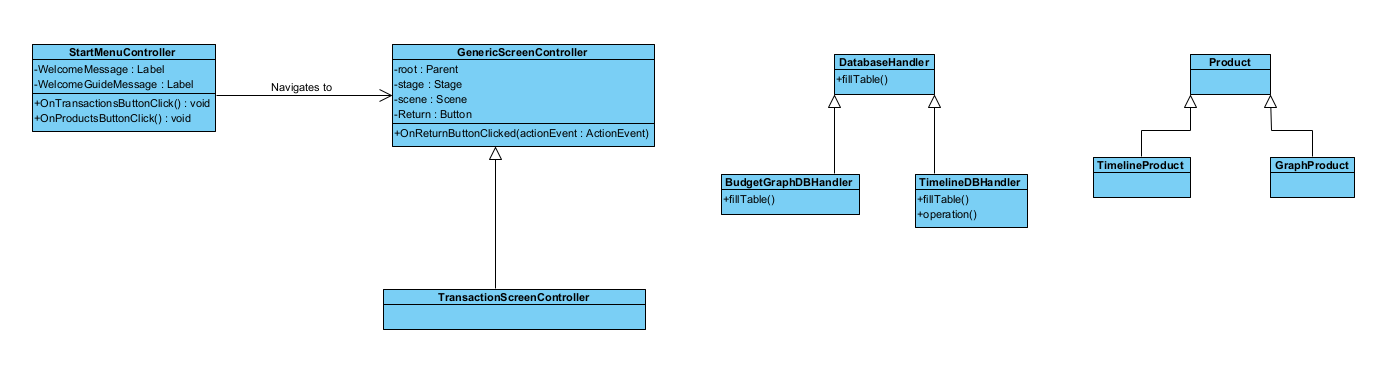 StartMenuController
-WelcomeMessage : Label
-WelcomeGuideMessage : Label
+OnTransactionsButtonClick() : void
+OnProductsButtonClick() : void
Navigates to
GenericScreenController
-root : Parent
-stage : Stage
-scene : Scene
-Return : Button
+OnReturnButtonClicked(actionEvent : ActionEvent)
TransactionScreenController
DatabaseHandler
+fillTable()
BudgetGraphDBHandler
+fillTable()
TimelineDBHandler
+fillTable()
+operation()
Product
TimelineProduct
GraphProduct